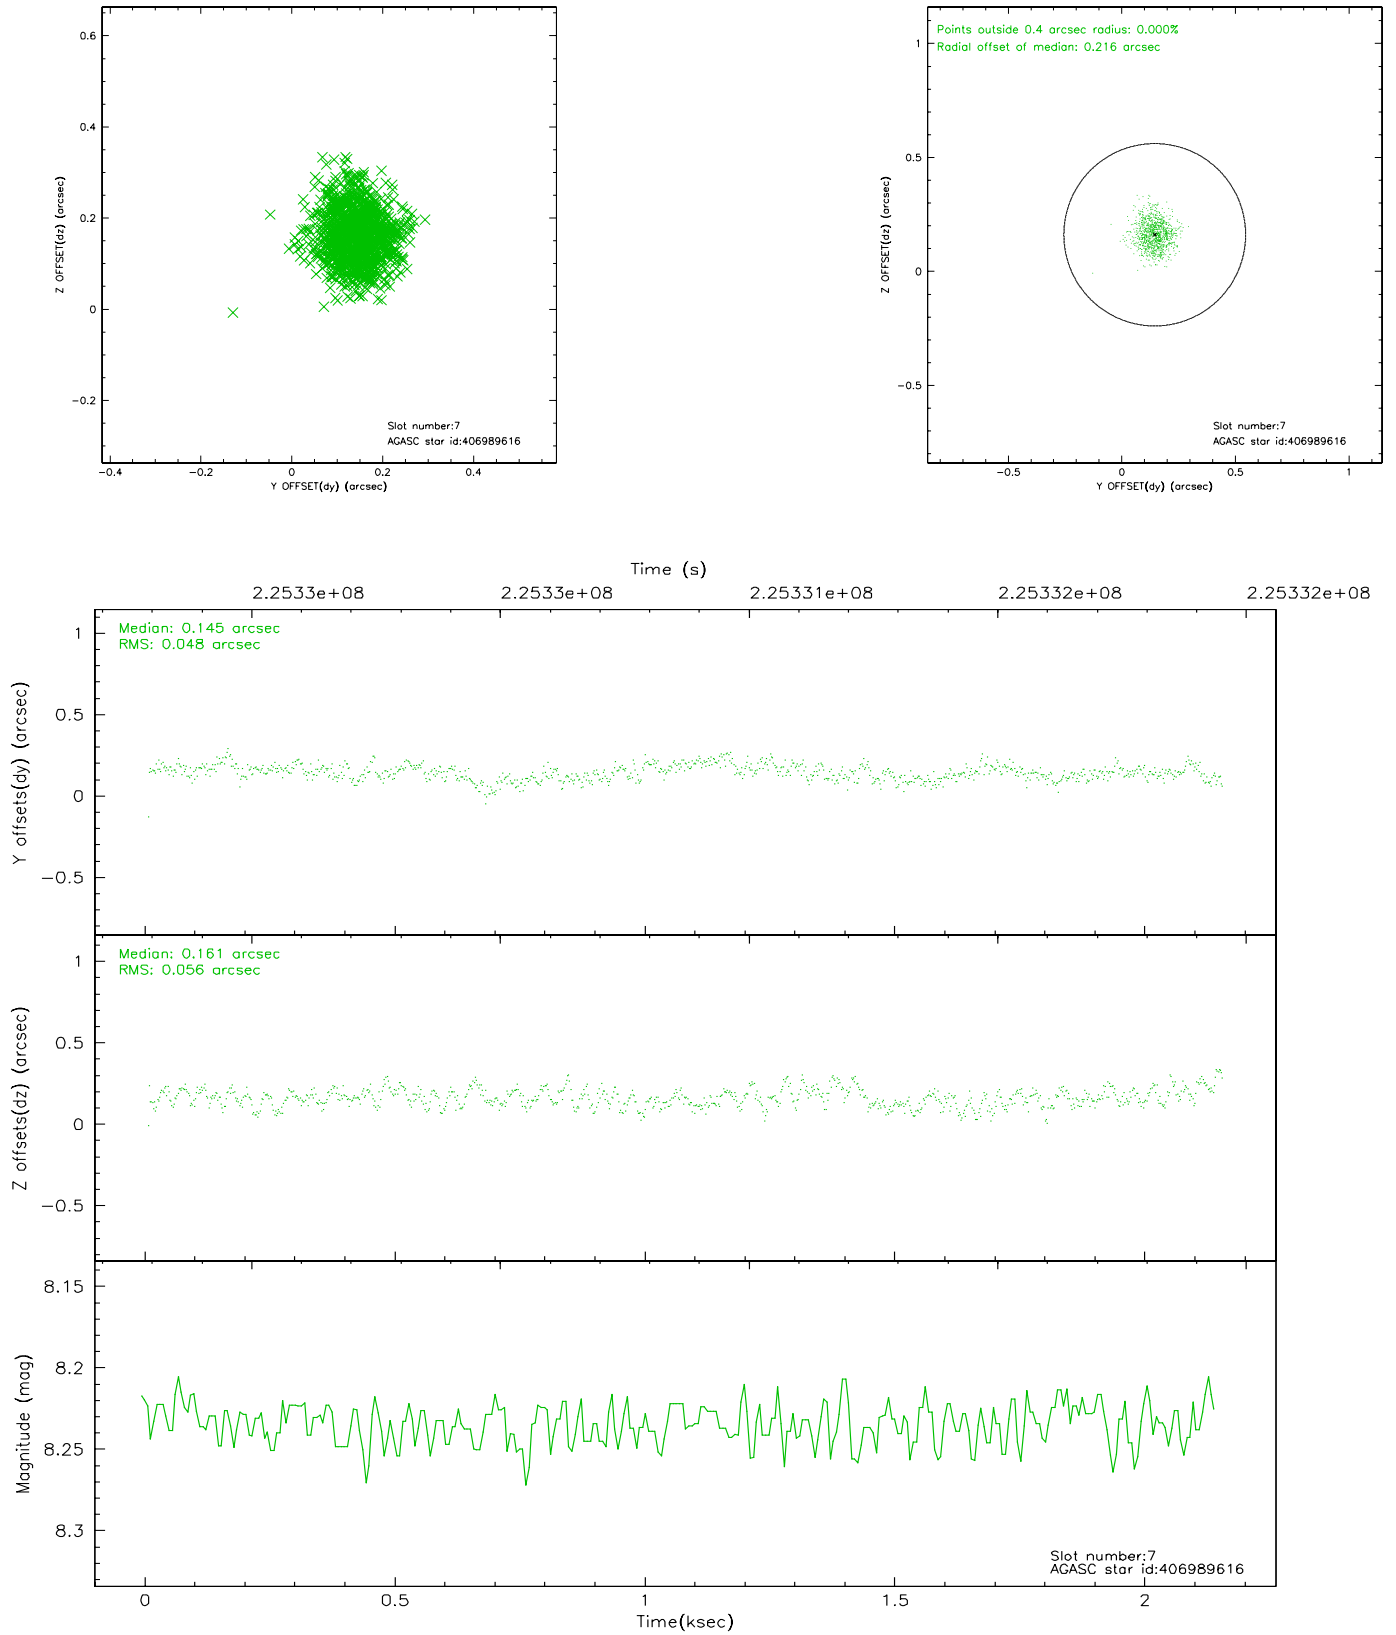 0.6
0.4
0.2
0
−0.2
Z OFFSET(dz) (arcsec)
Slot number:7
AGASC star id:406989616
−0.4 −0.2 0 0.2 0.4
Y OFFSET(dy) (arcsec)
Points outside 0.4 arcsec radius: 0.000%
Radial offset of median: 0.216 arcsec
1
0.5
0
−0.5
Z OFFSET(dz) (arcsec)
Slot number:7
AGASC star id:406989616
−0.5 0 0.5 1
Y OFFSET(dy) (arcsec)
Time (s)
2.2533e+08 2.2533e+08 2.25331e+08 2.25332e+08 2.25332e+08
Median: 0.145 arcsec
RMS: 0.048 arcsec
1
0.5
0
−0.5
Y offsets(dy) (arcsec)
Median: 0.161 arcsec
RMS: 0.056 arcsec
1
0.5
0
−0.5
Z offsets(dz) (arcsec)
8.15
8.2
8.25
8.3
Magnitude (mag)
Slot number:7
AGASC star id:406989616
0 0.5 1 1.5 2
Time(ksec)